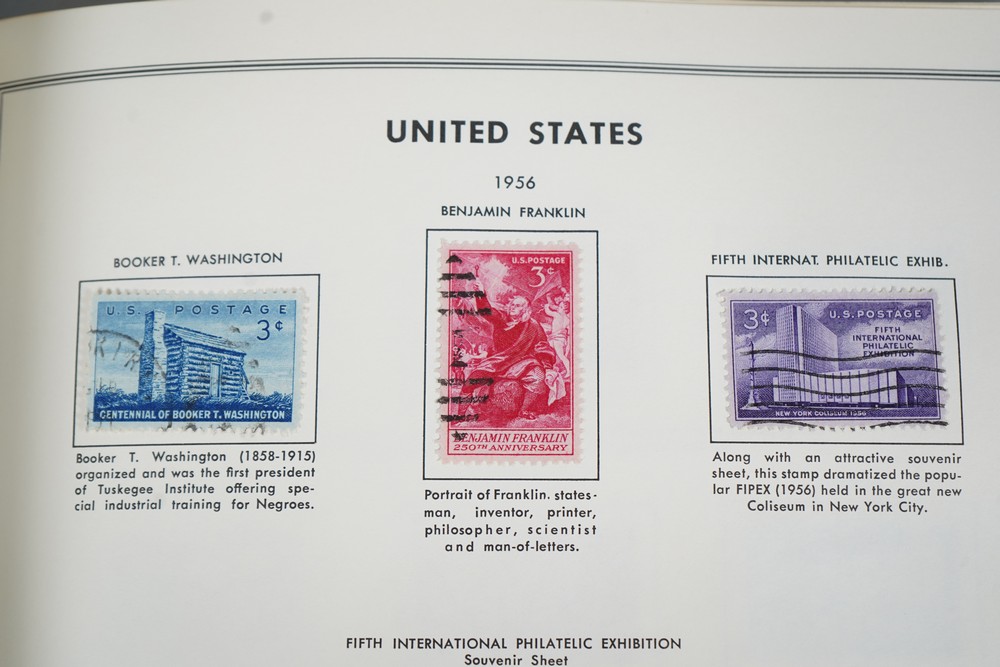 UNITED STATES
1956
BOOKER T. WASHINGTON
U.S. POSTAGE
3¢
CENTENNIAL OF BOOKER T. WASHINGTON
Booker T. Washington (1858-1915)
organized and was the first president
of Tuskegee Institute offering spe-
cial industrial training for Negroes.
BENJAMIN FRANKLIN
U.S. POSTAGE
3¢
BENJAMIN FRANKLIN
250TH ANNIVERSARY
Portrait of Franklin. states-
man, inventor, printer,
philosopher, scientist
and man-of-letters.
FIFTH INTERNAT. PHILATELIC EXHIB.
3¢ U.S. POSTAGE
FIFTH
INTERNATIONAL
PHILATELIC
EXHIBITION
NEW YORK COLISEUM 1956
Along with an attractive souvenir
sheet, this stamp dramatized the popu-
lar FIPEX (1956) held in the great new
Coliseum in New York City.
FIFTH INTERNATIONAL PHILATELIC EXHIBITION
Souvenir Sheet